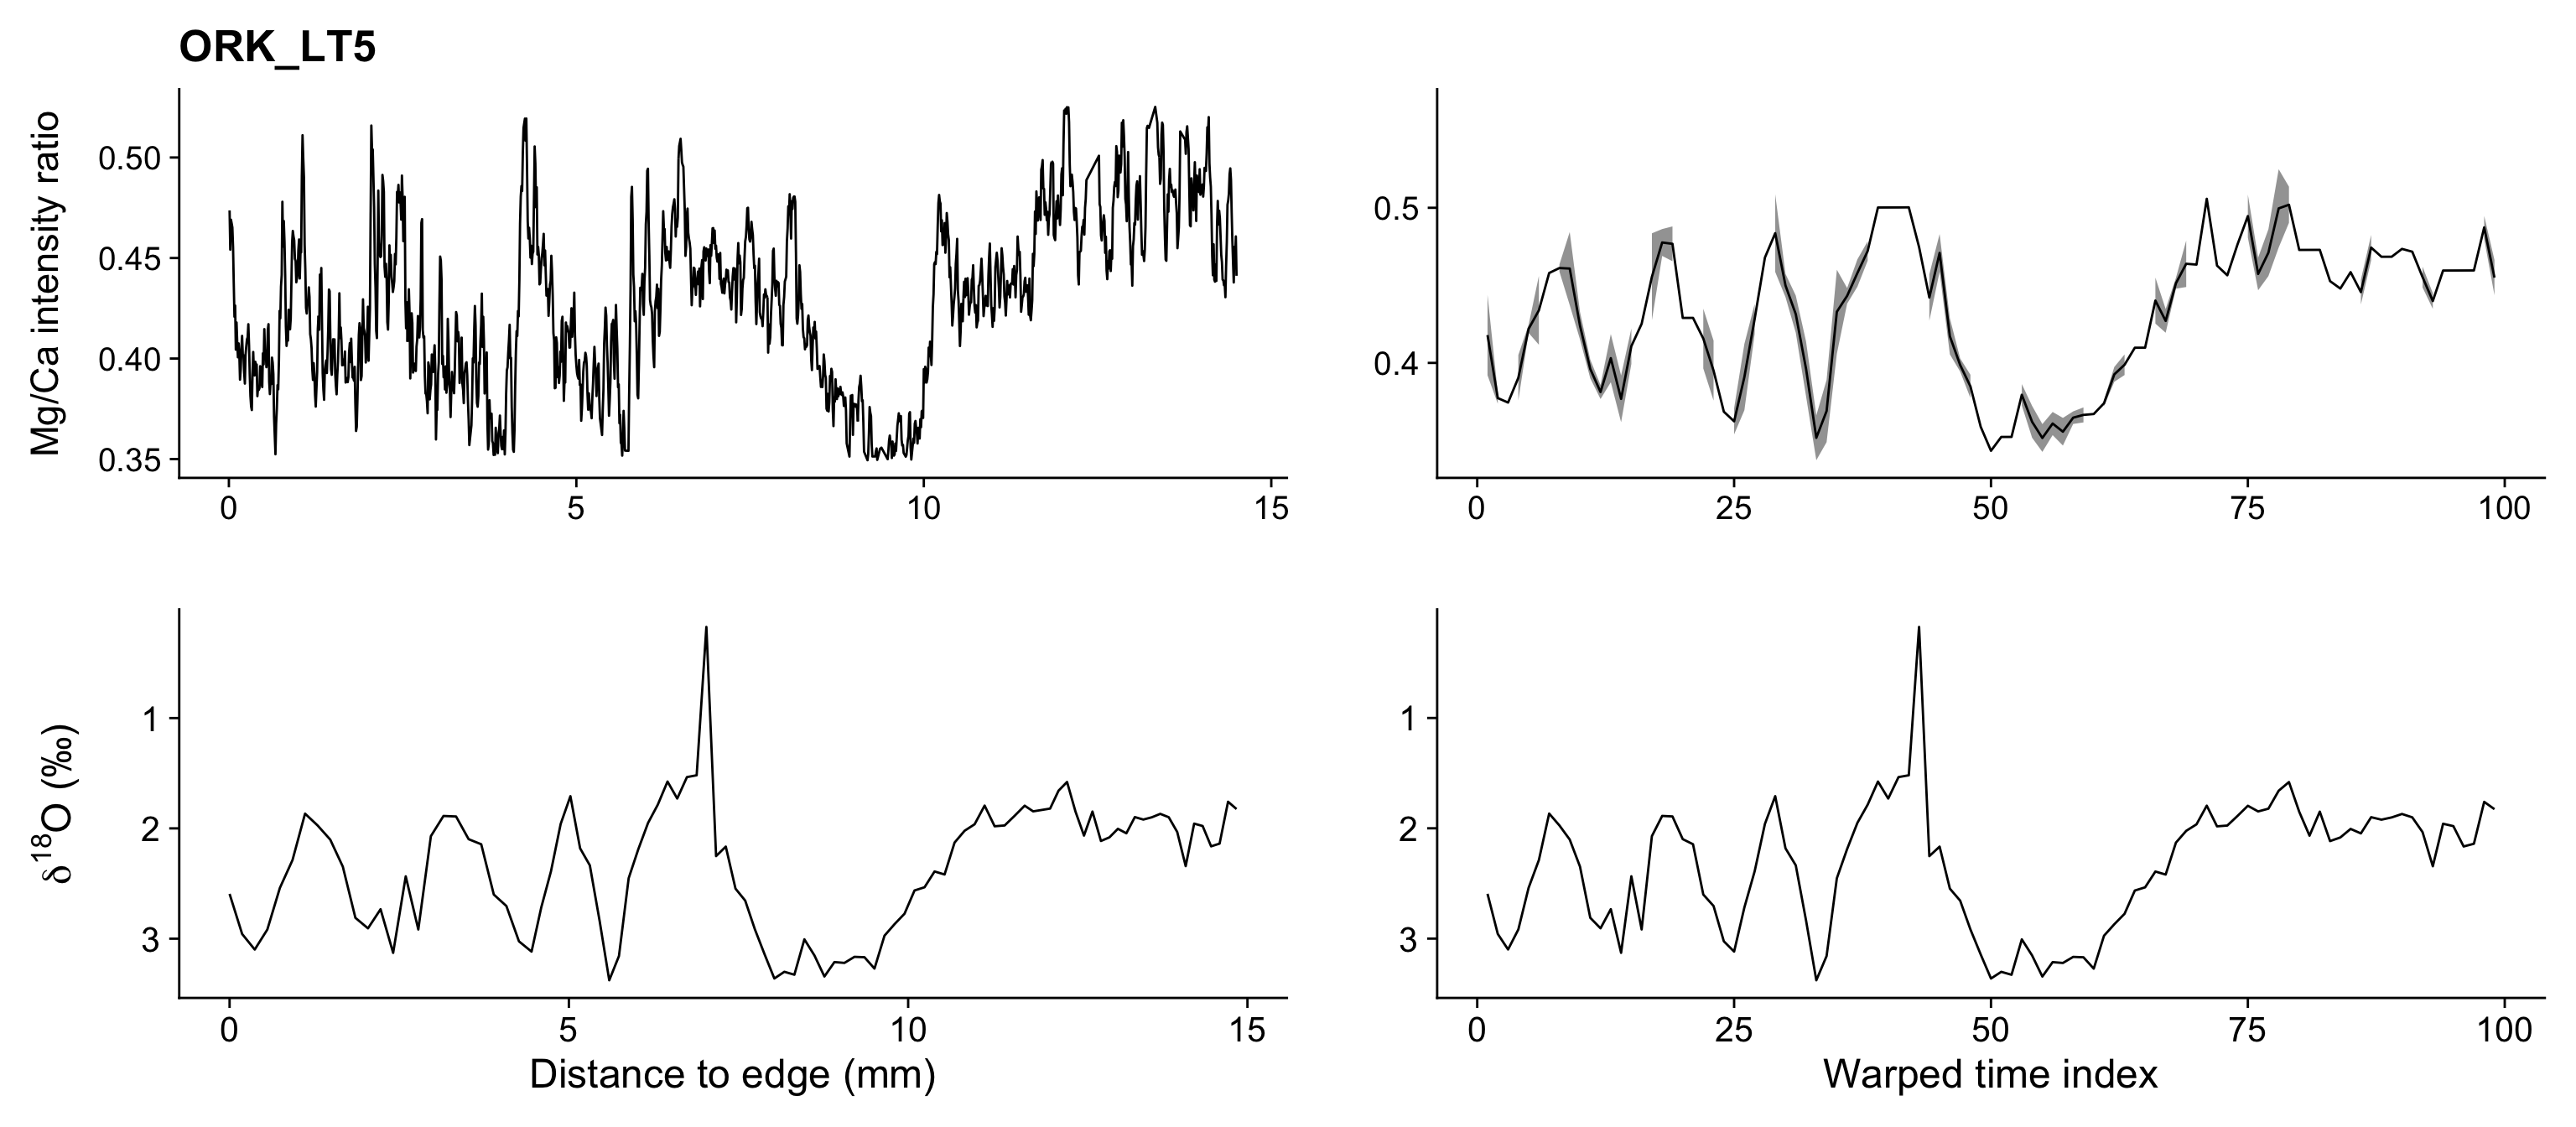 ORK_LT5
Mg/Ca intensity ratio
0.50
0.45
0.40
0.35
0 5 10 15
0.5
0.4
0 25 50 75 100
δ18O (‰)
1
2
3
0 5 10 15
Distance to edge (mm)
1
2
3
0 25 50 75 100
Warped time index